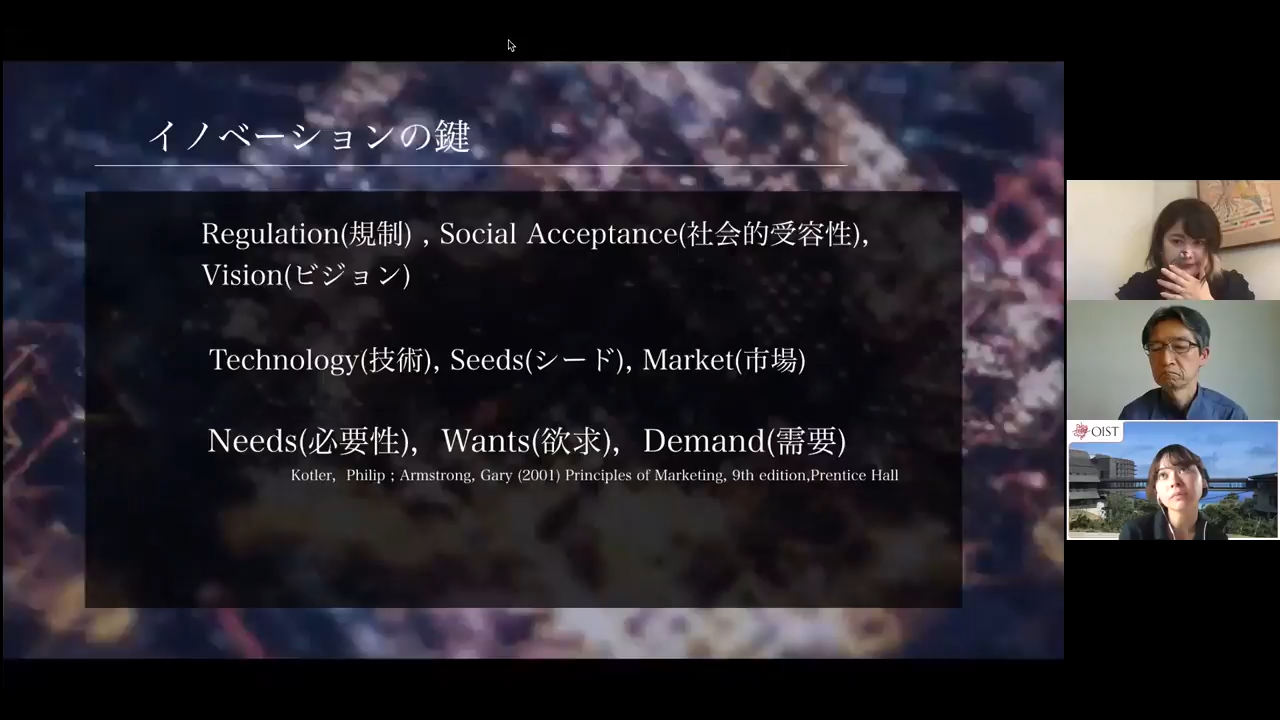 イノベーションの鍵
Regulation(規制) , Social Acceptance(社会的受容性),
Vision(ビジョン)
Technology(技術), Seeds(シード), Market(市場)
Needs(必要性),  Wants(欲求),  Demand(需要)
Kotler,  Philip ; Armstrong, Gary (2001) Principles of Marketing, 9th edition,Prentice Hall
OIST